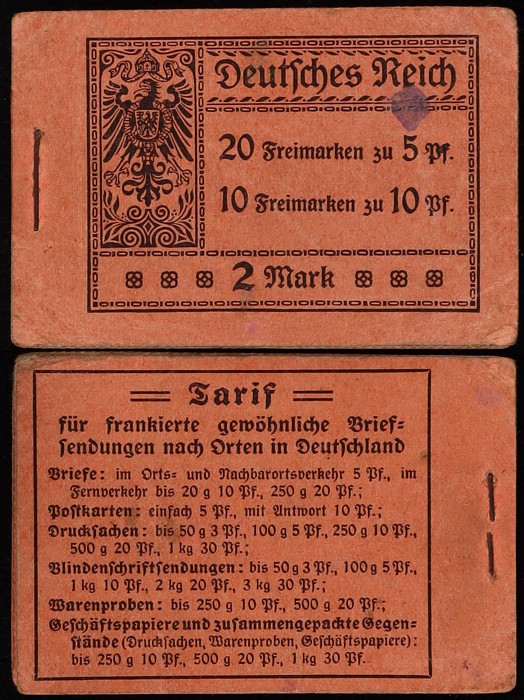 Deutsches Reich
20 Freimarken zu 5 Pf.
10 Freimarken zu 10 Pf.
2 Mark
Tarif
für frankierte gewöhnliche Brief-
sendungen nach Orten in Deutschland
Briefe: im Orts- und Nachbarortsverkehr 5 Pf., im
Fernverkehr bis 20 g 10 Pf., 250 g 20 Pf.;
Postkarten: einfach 5 Pf., mit Antwort 10 Pf.;
Drucksachen: bis 50 g 3 Pf., 100 g 5 Pf., 250 g 10 Pf.,
500 g 20 Pf., 1 kg 30 Pf.;
Blindenschriftsendungen: bis 50 g 3 Pf., 100 g 5 Pf.,
1 kg 10 Pf., 2 kg 20 Pf., 3 kg 30 Pf.;
Warenproben: bis 250 g 10 Pf., 500 g 20 Pf.;
Geschäftspapiere und zusammengepackte Gegen-
stände (Drucksachen, Warenproben, Geschäftspapiere):
bis 250 g 10 Pf., 500 g 20 Pf., 1 kg 30 Pf.